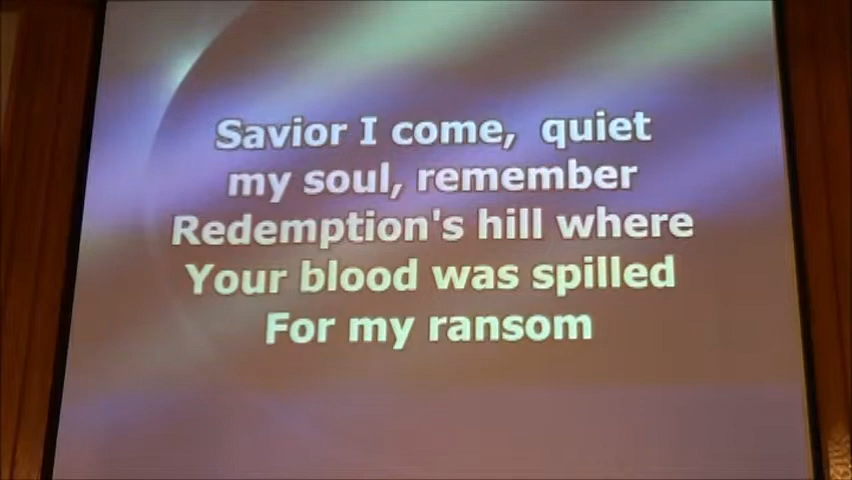 Savior I come,  quiet
my soul, remember
Redemption's hill where
Your blood was spilled
For my ransom